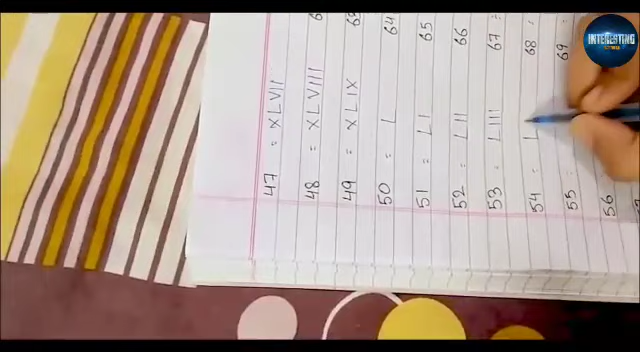 47 = XLVII
48 = XLVIII
49 = XLIX
50 = L
51 = LI
52 = LII
53 = LIII
54 = L
55 =
56
64
65
66
67 =
68 =
69 =
INTERESTING